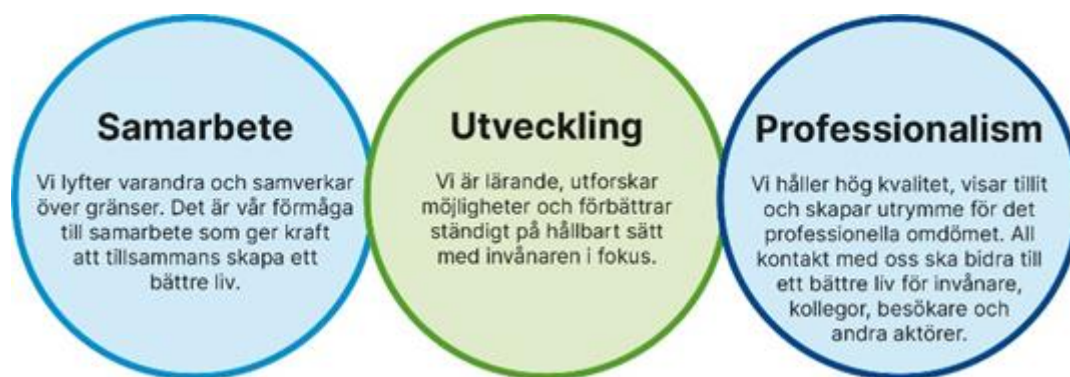 Samarbete
Vi lyfter varandra och samverkar
över gränser. Det är vår förmåga
till samarbete som ger kraft
att tillsammans skapa ett
bättre liv.
Utveckling
Vi är lärande, utforskar
möjligheter och förbättrar
ständigt på hållbart sätt
med invånaren i fokus.
Professionalism
Vi håller hög kvalitet, visar tillit
och skapar utrymme för det
professionella omdömet. All
kontakt med oss ska bidra till
ett bättre liv för invånare,
kollegor, besökare och
andra aktörer.